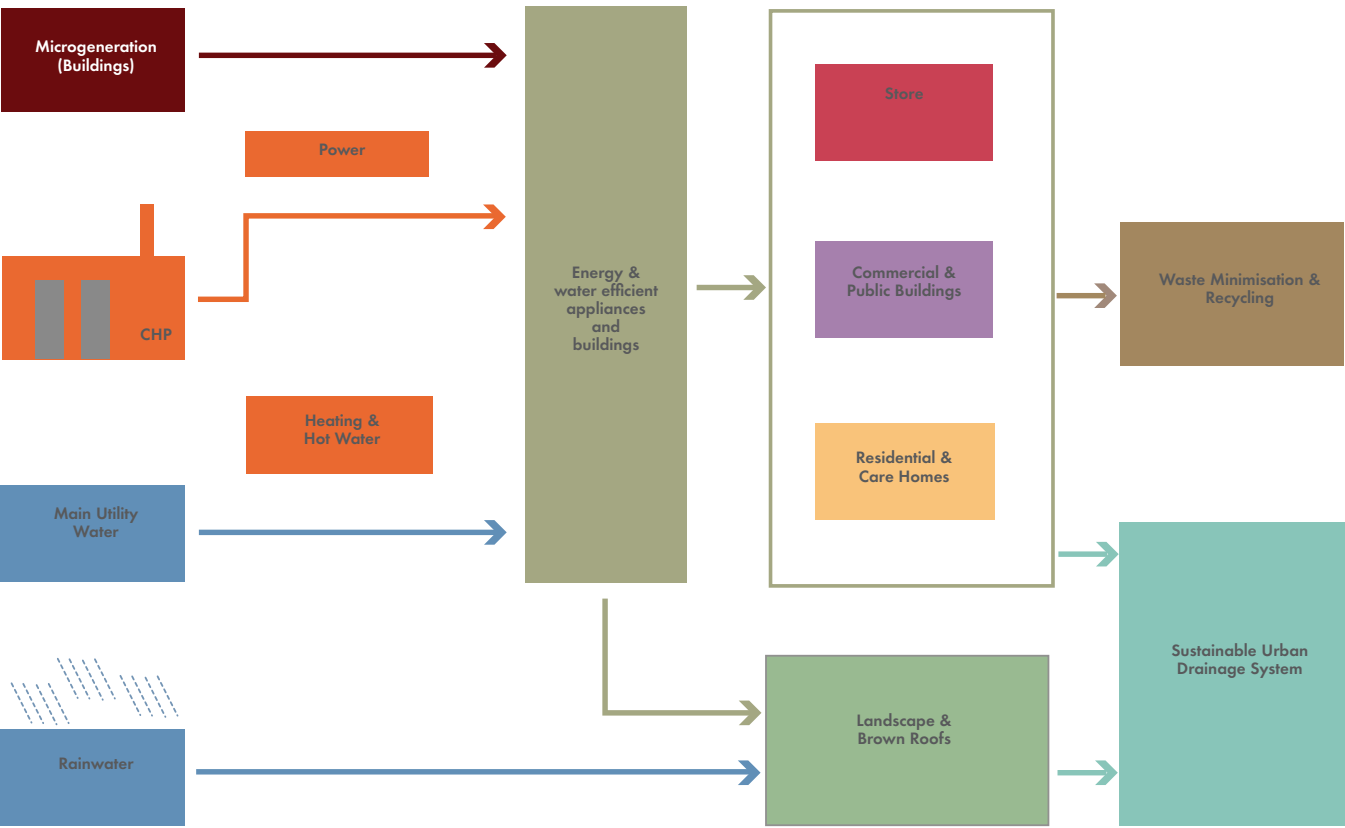 Microgeneration
(Buildings)
Power
CHP
Heating &
Hot Water
Main Utility
Water
Rainwater
Energy &
water efficient
appliances
and
buildings
Store
Commercial &
Public Buildings
Residential &
Care Homes
Landscape &
Brown Roofs
Waste Minimisation &
Recycling
Sustainable Urban
Drainage System